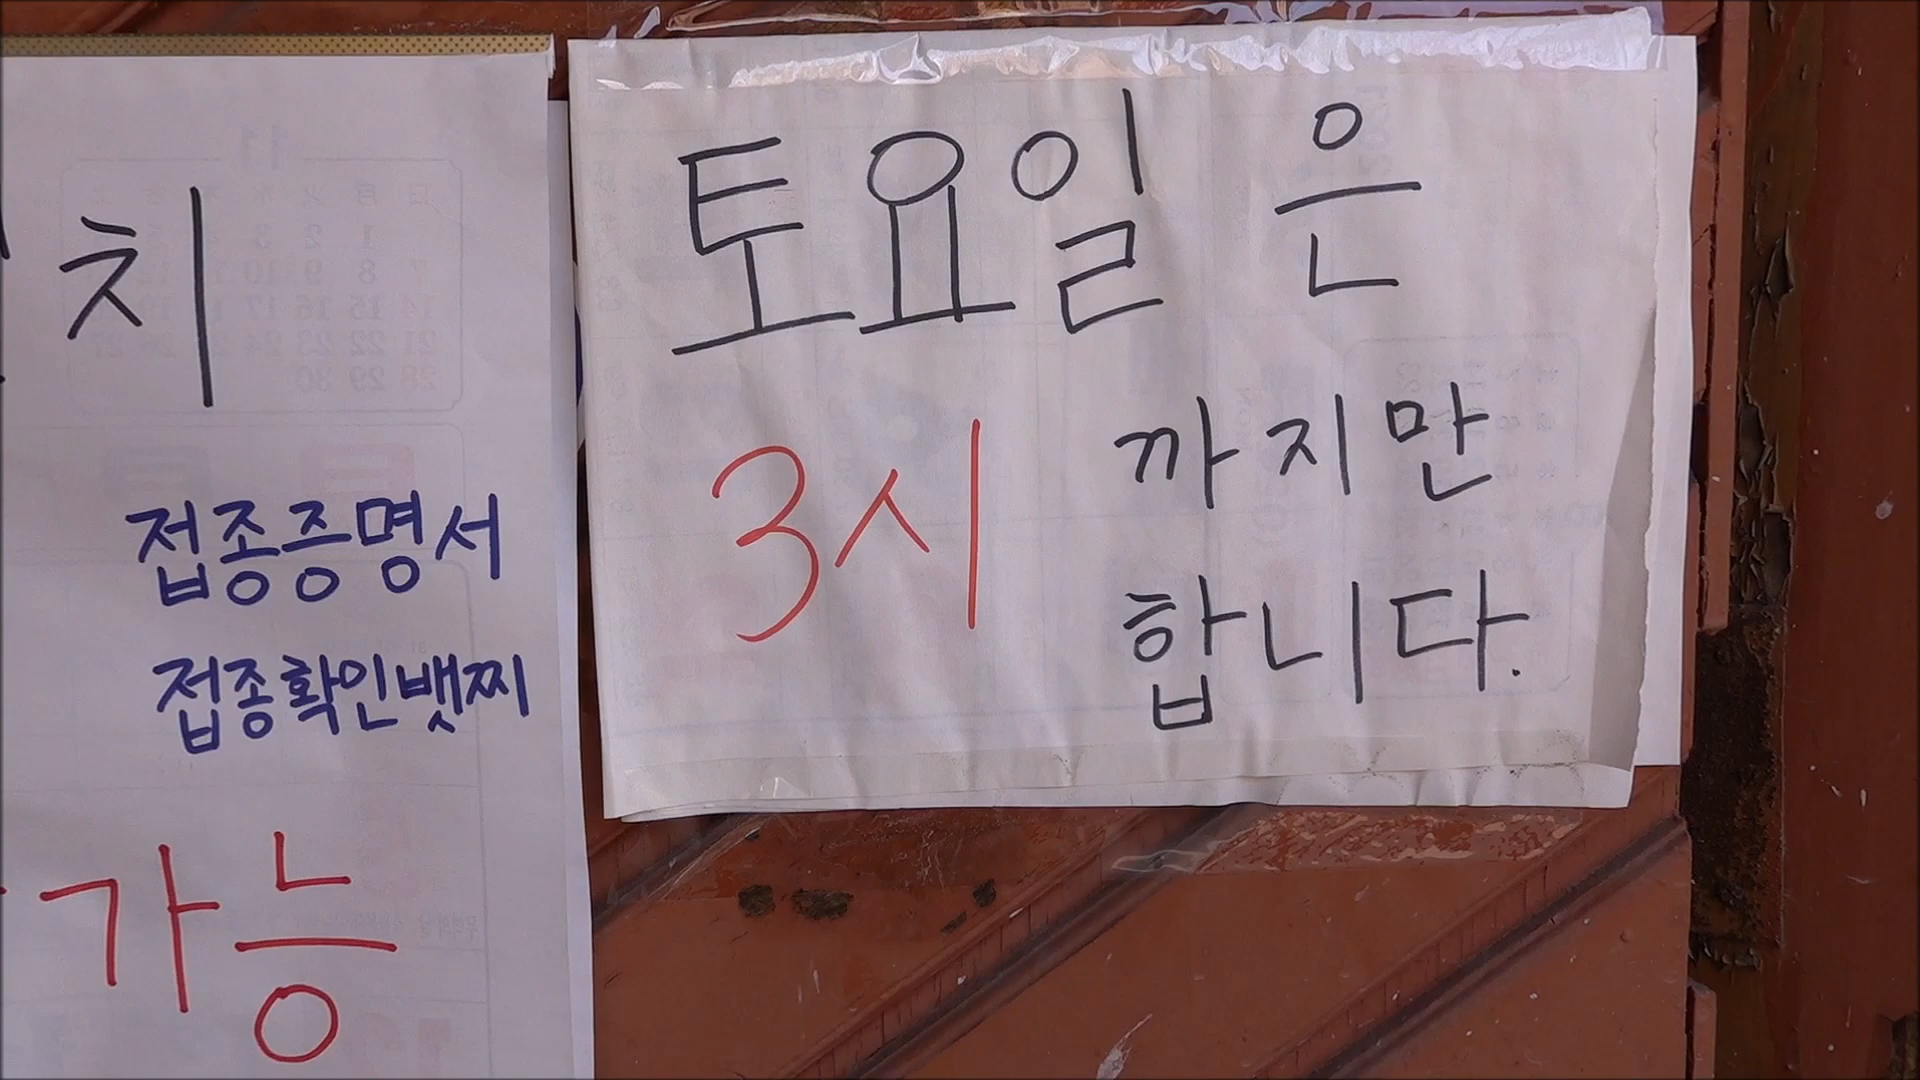 치
접종증명서
접종확인뱃찌
가능
토요일은
3시 까지만
합니다.